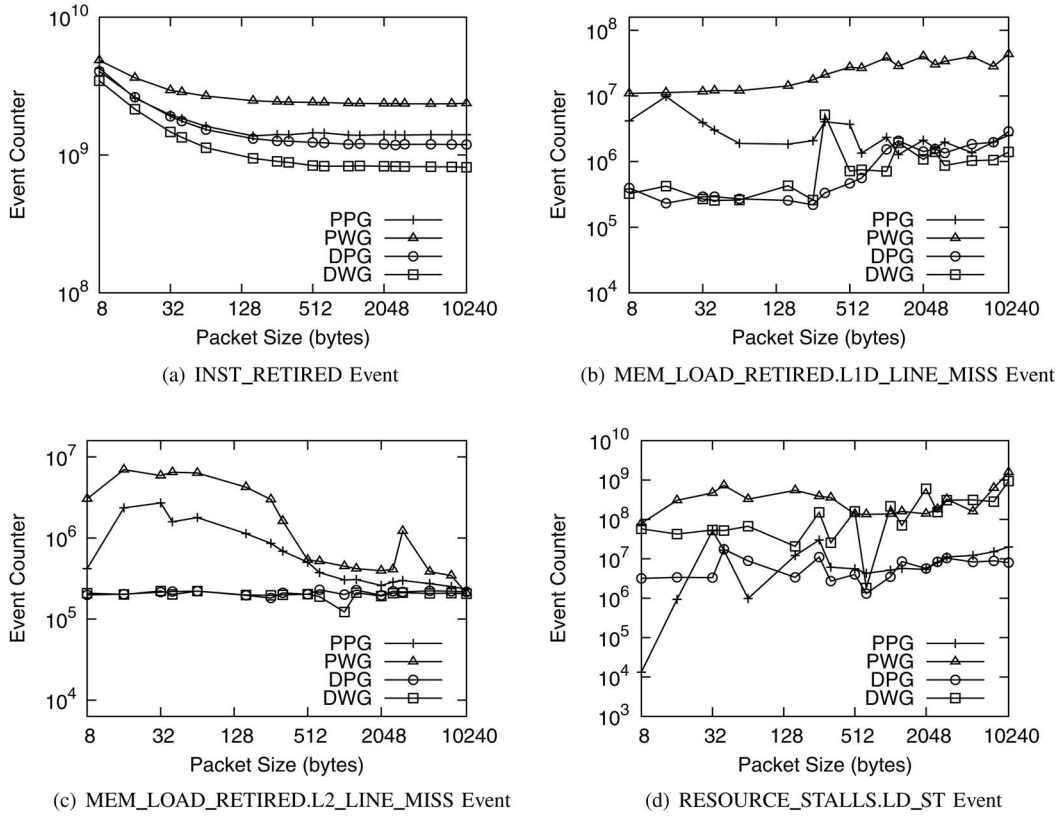 10^10
10^9
10^8
Event Counter
PPG
PWG
DPG
DWG
8 32 128 512 2048 10240
Packet Size (bytes)
(a) INST_RETIRED Event
10^8
10^7
10^6
10^5
10^4
Event Counter
PPG
PWG
DPG
DWG
8 32 128 512 2048 10240
Packet Size (bytes)
(b) MEM_LOAD_RETIRED.L1D_LINE_MISS Event
10^7
10^6
10^5
10^4
Event Counter
PPG
PWG
DPG
DWG
8 32 128 512 2048 10240
Packet Size (bytes)
(c) MEM_LOAD_RETIRED.L2_LINE_MISS Event
10^10
10^9
10^8
10^7
10^6
10^5
10^4
10^3
Event Counter
PPG
PWG
DPG
DWG
8 32 128 512 2048 10240
Packet Size (bytes)
(d) RESOURCE_STALLS.LD_ST Event